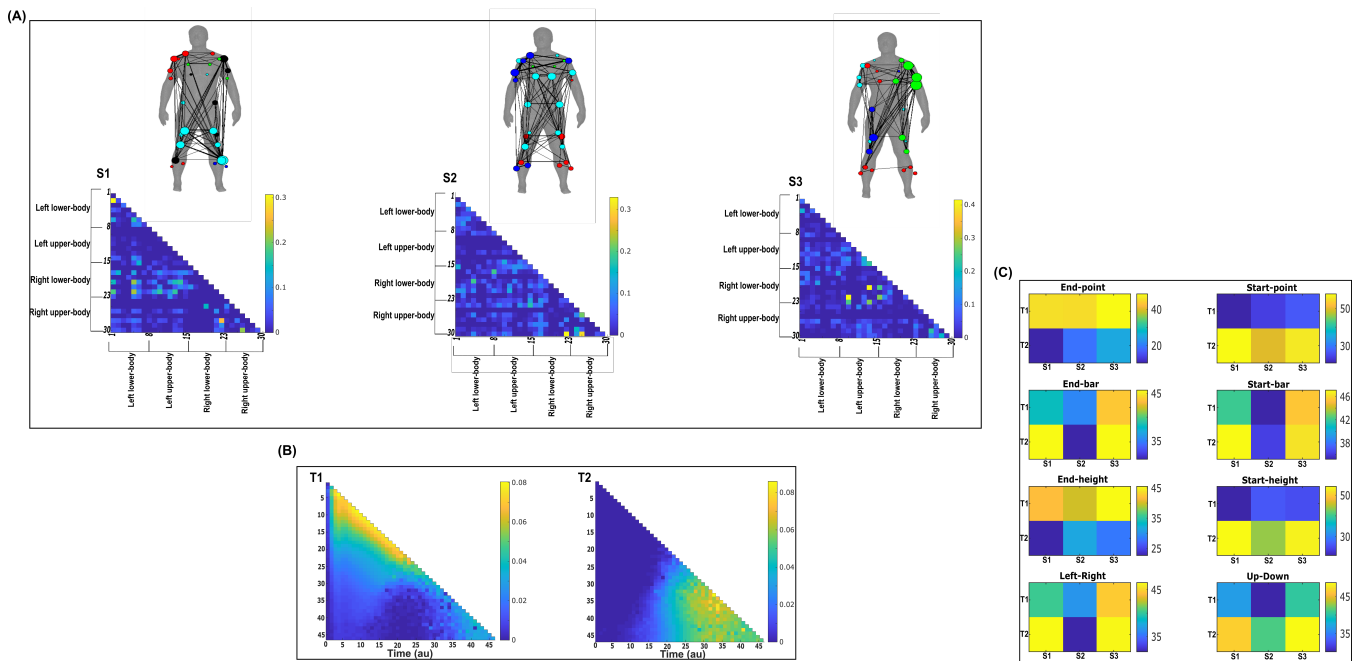 (A)
S1
1
Left lower-body
8
Left upper-body
15
Right lower-body
23
Right upper-body
30
1
8
15
23
30
Left lower-body
Left upper-body
Right lower-body
Right upper-body
0.3
0.2
0.1
0
S2
1
Left lower-body
8
Left upper-body
15
Right lower-body
23
Right upper-body
30
1
8
15
23
30
Left lower-body
Left upper-body
Right lower-body
Right upper-body
0.3
0.2
0.1
0
S3
1
Left lower-body
8
Left upper-body
15
Right lower-body
23
Right upper-body
30
1
8
15
23
30
Left lower-body
Left upper-body
Right lower-body
Right upper-body
0.4
0.3
0.2
0.1
0
(B)
T1
5
10
15
20
25
30
35
40
45
0 5 10 15 20 25 30 35 40 45
Time (au)
0.08
0.06
0.04
0.02
0
T2
5
10
15
20
25
30
35
40
45
0 5 10 15 20 25 30 35 40 45
Time (au)
0.08
0.06
0.04
0.02
0
(C)
End-point
T1
T2
S1 S2 S3
40
30
20
Start-point
T1
T2
S1 S2 S3
50
40
30
End-bar
T1
T2
S1 S2 S3
45
40
35
Start-bar
T1
T2
S1 S2 S3
46
42
38
End-height
T1
T2
S1 S2 S3
45
40
35
30
25
Start-height
T1
T2
S1 S2 S3
50
40
30
Left-Right
T1
T2
S1 S2 S3
45
40
35
Up-Down
T1
T2
S1 S2 S3
45
40
35